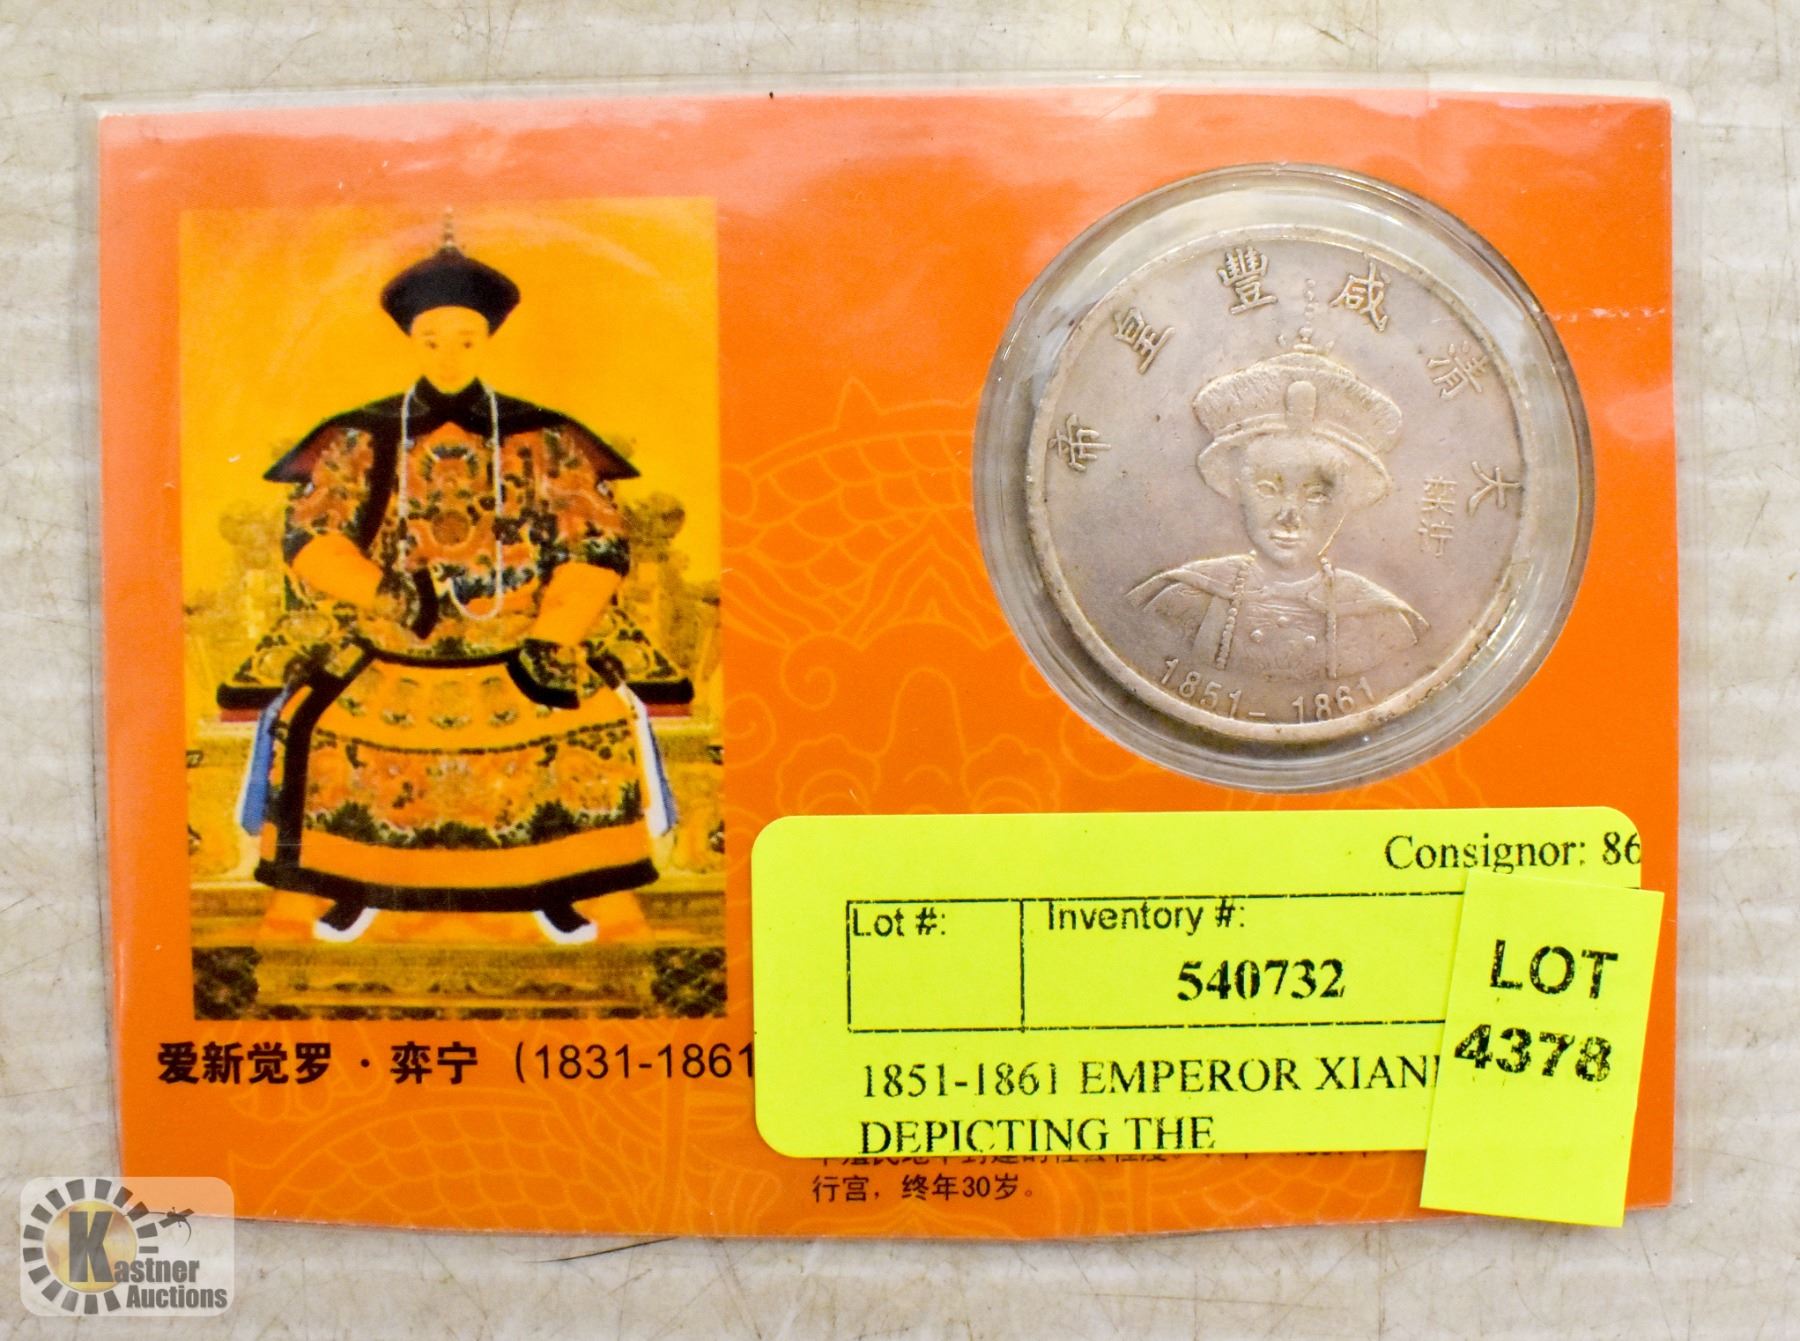 大清咸豐皇帝
1851-1861
爱新觉罗·弈宁（1831-1861
行宫，终年30岁。
Consignor: 86
Lot #:
Inventory #:
540732
1851-1861 EMPEROR XIAN
DEPICTING THE
LOT
4378
Kastner
Auctions